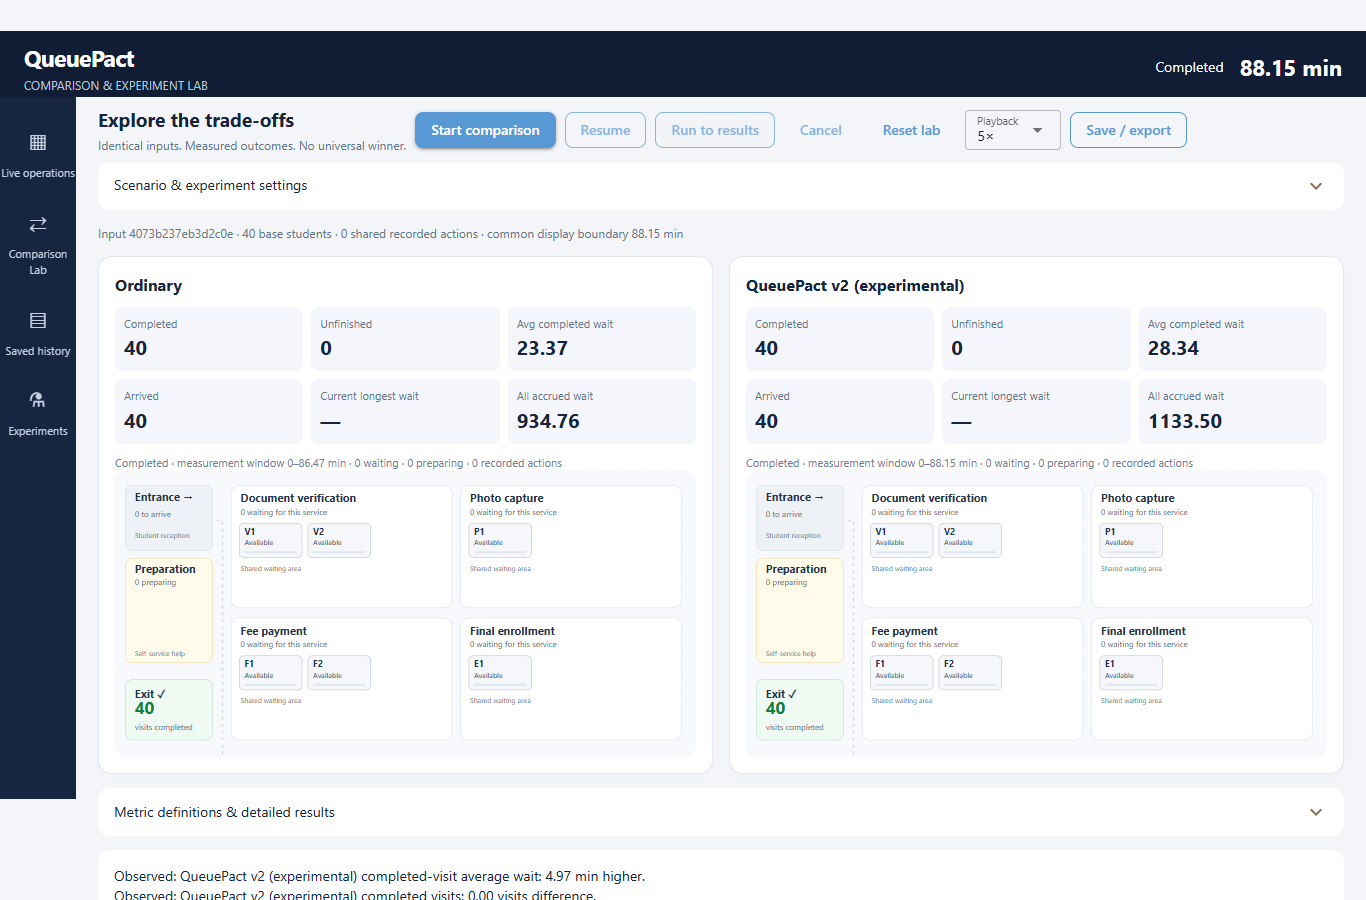 QueuePact
COMPARISON & EXPERIMENT LAB
Completed 88.15 min
Live operations
Comparison
Lab
Saved history
Experiments
Explore the trade-offs
Identical inputs. Measured outcomes. No universal winner.
Start comparison
Resume
Run to results
Cancel
Reset lab
Playback
5×
Save / export
Scenario & experiment settings
Input 4073b237eb3d2c0e · 40 base students · 0 shared recorded actions · common display boundary 88.15 min
Ordinary
Completed
40
Unfinished
0
Avg completed wait
23.37
Arrived
40
Current longest wait
—
All accrued wait
934.76
Completed · measurement window 0–86.47 min · 0 waiting · 0 preparing · 0 recorded actions
Entrance →
0 to arrive
Student reception
Preparation
0 preparing
Self-service help
Exit ✓
40
visits completed
Document verification
0 waiting for this service
V1
Available
V2
Available
Shared waiting area
Photo capture
0 waiting for this service
P1
Available
Shared waiting area
Fee payment
0 waiting for this service
F1
Available
F2
Available
Shared waiting area
Final enrollment
0 waiting for this service
E1
Available
Shared waiting area
QueuePact v2 (experimental)
Completed
40
Unfinished
0
Avg completed wait
28.34
Arrived
40
Current longest wait
—
All accrued wait
1133.50
Completed · measurement window 0–88.15 min · 0 waiting · 0 preparing · 0 recorded actions
Entrance →
0 to arrive
Student reception
Preparation
0 preparing
Self-service help
Exit ✓
40
visits completed
Document verification
0 waiting for this service
V1
Available
V2
Available
Shared waiting area
Photo capture
0 waiting for this service
P1
Available
Shared waiting area
Fee payment
0 waiting for this service
F1
Available
F2
Available
Shared waiting area
Final enrollment
0 waiting for this service
E1
Available
Shared waiting area
Metric definitions & detailed results
Observed: QueuePact v2 (experimental) completed-visit average wait: 4.97 min higher.
Observed: QueuePact v2 (experimental) completed visits: 0.00 visits difference.